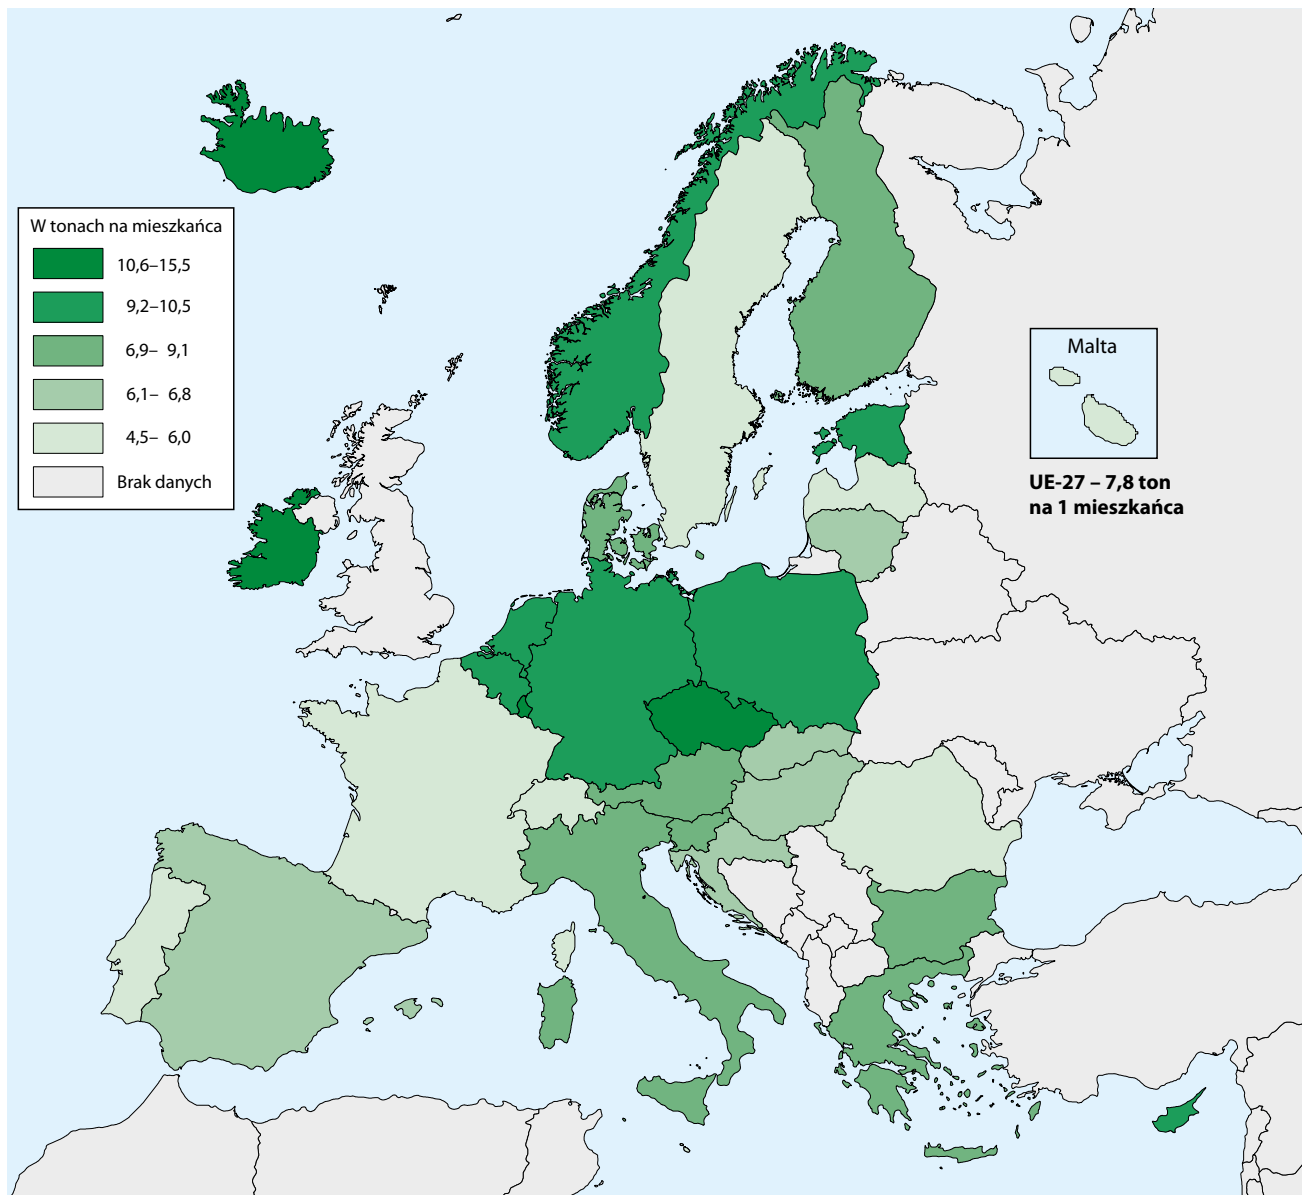 W tonach na mieszkańca
10,6–15,5
9,2–10,5
6,9– 9,1
6,1– 6,8
4,5– 6,0
Brak danych
Malta
UE-27 – 7,8 ton
na 1 mieszkańca